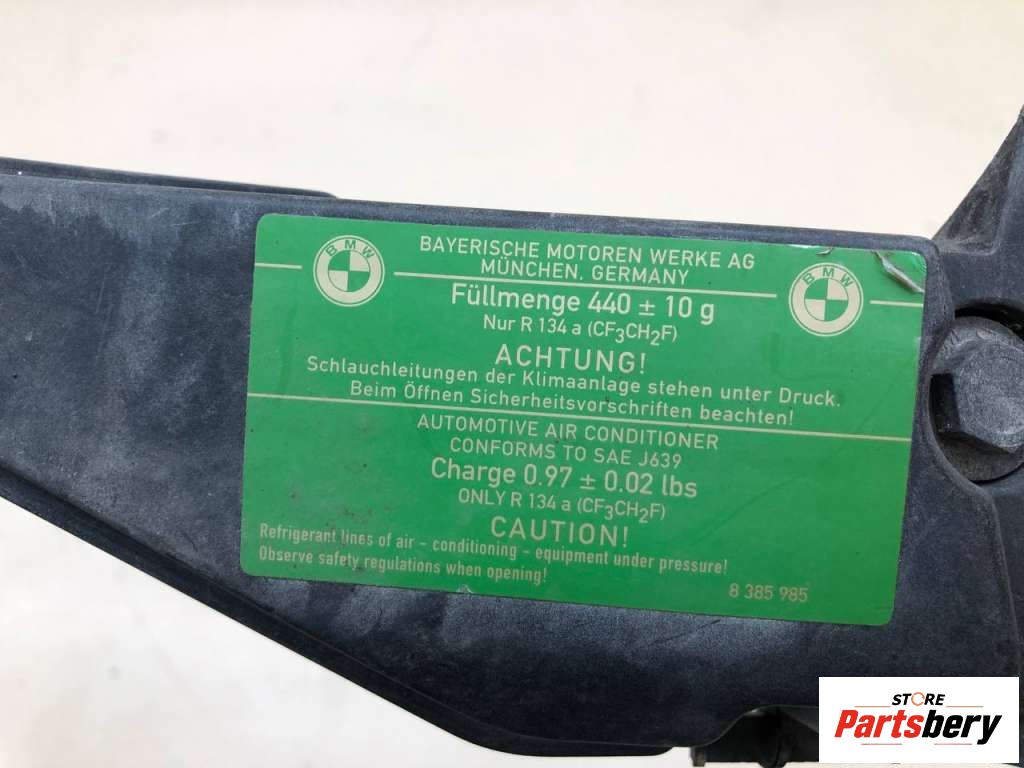 BMW
BAYERISCHE MOTOREN WERKE AG
MÜNCHEN, GERMANY
BMW
Füllmenge 440 ± 10 g
Nur R 134 a (CF3CH2F)
ACHTUNG!
Schlauchleitungen der Klimaanlage stehen unter Druck.
Beim Öffnen Sicherheitsvorschriften beachten!
AUTOMOTIVE AIR CONDITIONER
CONFORMS TO SAE J639
Charge 0.97 ± 0.02 lbs
ONLY R 134 a (CF3CH2F)
CAUTION!
Refrigerant lines of air - conditioning - equipment under pressure!
Observe safety regulations when opening!
8 385 985
STORE
Partsbery